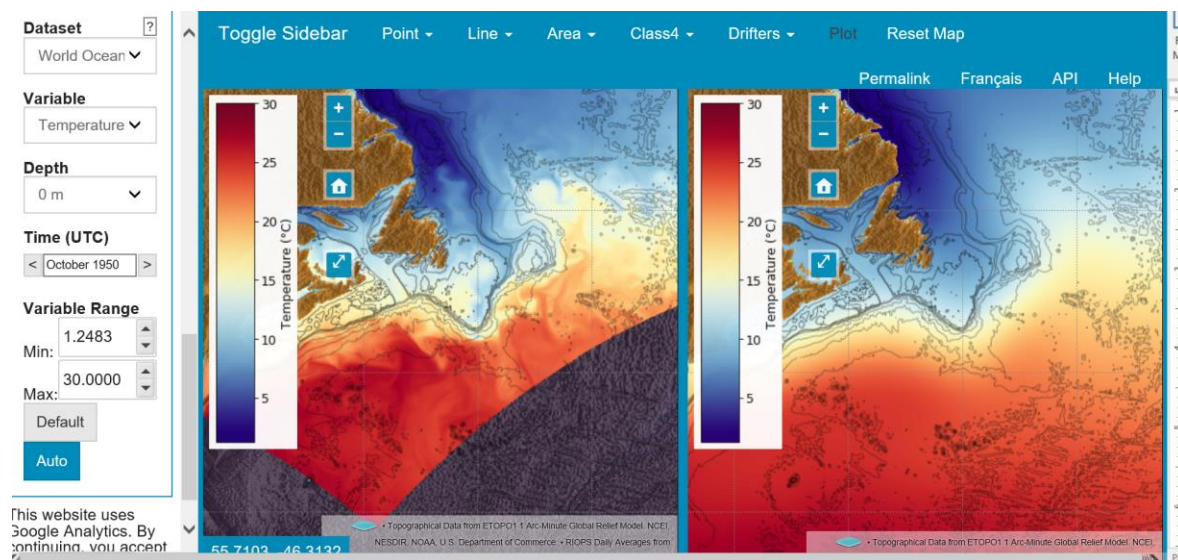 Dataset
?
World Ocean
Variable
Temperature
Depth
0 m
Time (UTC)
<
October 1950
>
Variable Range
Min:
1.2483
Max:
30.0000
Default
Auto
This website uses
Google Analytics. By
continuing, you accept
Toggle Sidebar
Point
Line
Area
Class4
Drifters
Plot
Reset Map
Permalink
Français
API
Help
30
25
20
15
10
5
Temperature (°C)
+
−
• Topographical Data from ETOPO1 1 Arc-Minute Global Relief Model. NCEI,
NESDIR, NOAA, U.S. Department of Commerce. • RIOPS Daily Averages from
55.7103, -46.3132
30
25
20
15
10
5
Temperature (°C)
+
−
• Topographical Data from ETOPO1 1 Arc-Minute Global Relief Model. NCEI,